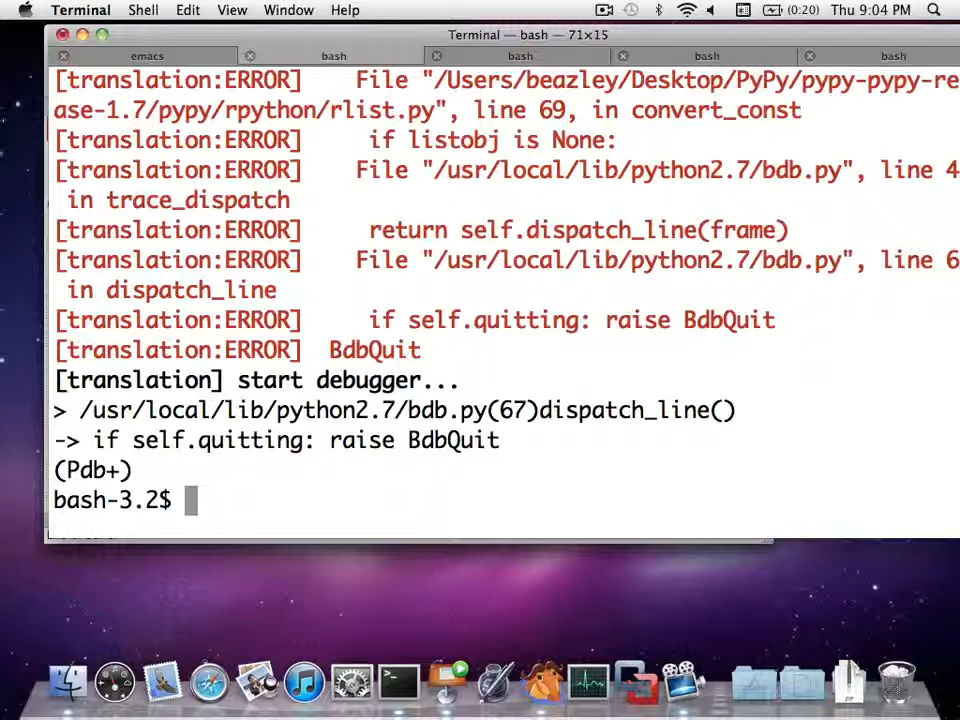 Terminal Shell Edit View Window Help (0:20) Thu 9:04 PM
Terminal — bash — 71×15
emacs bash bash bash bash
[translation:ERROR] File "/Users/beazley/Desktop/PyPy/pypy-pypy-re
ase-1.7/pypy/rpython/rlist.py", line 69, in convert_const
[translation:ERROR] if listobj is None:
[translation:ERROR] File "/usr/local/lib/python2.7/bdb.py", line 4
in trace_dispatch
[translation:ERROR] return self.dispatch_line(frame)
[translation:ERROR] File "/usr/local/lib/python2.7/bdb.py", line 6
in dispatch_line
[translation:ERROR] if self.quitting: raise BdbQuit
[translation:ERROR] BdbQuit
[translation] start debugger...
> /usr/local/lib/python2.7/bdb.py(67)dispatch_line()
-> if self.quitting: raise BdbQuit
(Pdb+)
bash-3.2$